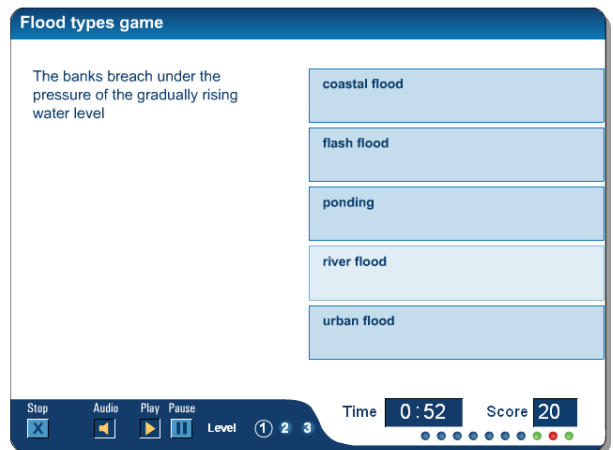 Flood types game
The banks breach under the
pressure of the gradually rising
water level
coastal flood
flash flood
ponding
river flood
urban flood
Stop Audio Play Pause
X Level 1 2 3
Time 0:52 Score 20